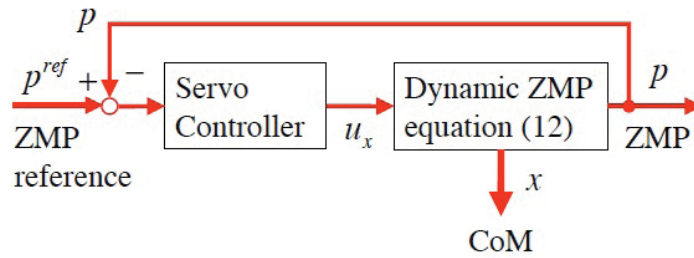 p
p^{ref} + −
Servo
Controller
Dynamic ZMP
equation (12)
p
ZMP
reference
u_x
ZMP
x
CoM